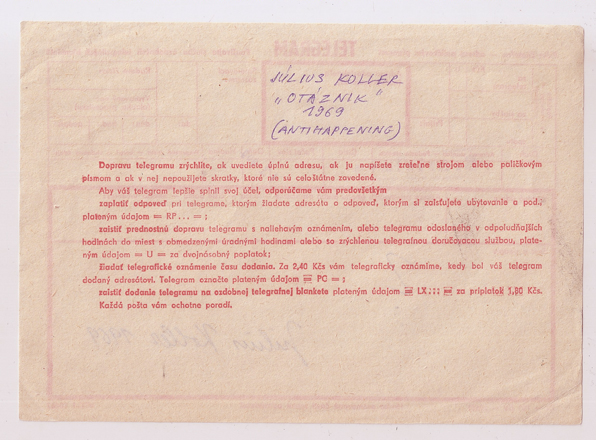 JÚLIUS KOLLER
„OTÁZNIK"
1969
(ANTIHAPPENING)
Dopravu telegramu zrýchlite, ak uvediete úplnú adresu, ak ju napíšete zreteľne strojom alebo paličkovým
písmom a ak v nej nepoužijete skratky, ktoré nie sú celoštátne zavedené.
Aby váš telegram lepšie splnil svoj účel, odporúčame vám predovšetkým
zaplatiť odpoveď pri telegrame, ktorým žiadate adresáta o odpoveď, ktorým si zaisťujete ubytovanie a pod.,
plateným údajom = RP... = ;
zaistiť prednostnú dopravu telegramu s naliehavým oznámením, alebo telegramu odoslaného v odpoludňajších
hodinách do miest s obmedzenými úradnými hodinami alebo so zrýchlenou telegrafnou doručovacou službou, plate-
ným údajom = U = za dvojnásobný poplatok;
žiadať telegrafické oznámenie času dodania. Za 2,40 Kčs vám telegraficky oznámime, kedy bol váš telegram
dodaný adresátovi. Telegram označte plateným údajom = PC = ;
zaistiť dodanie telegramu na ozdobnej telegrafnej blankete plateným údajom = LX... = za príplatok 3,80 Kčs.
Každá pošta vám ochotne poradí.
TELEGRAM
Július Koller 1969